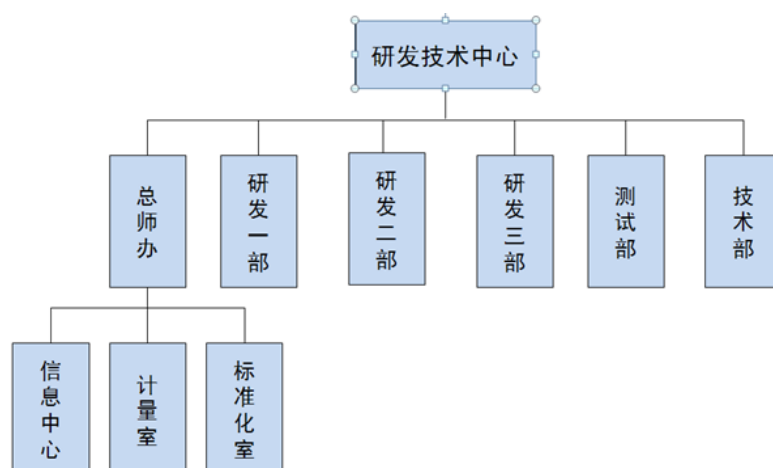 研发技术中心
总师办
研发一部
研发二部
研发三部
测试部
技术部
信息中心
计量室
标准化室